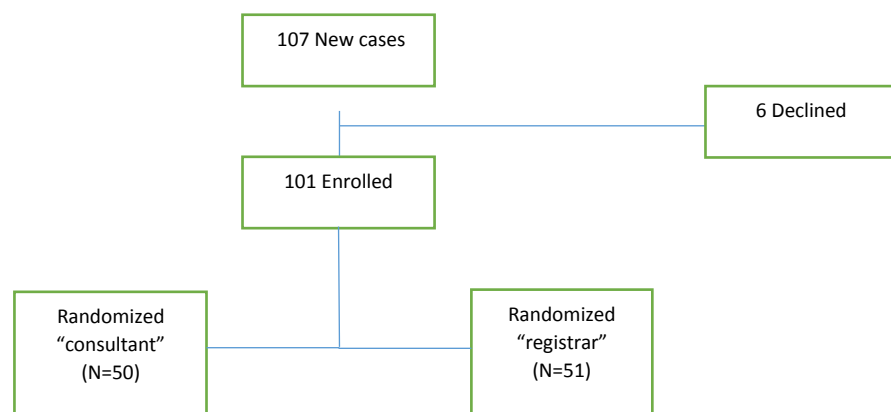 107 New cases
6 Declined
101 Enrolled
Randomized
“consultant”
(N=50)
Randomized
“registrar”
(N=51)